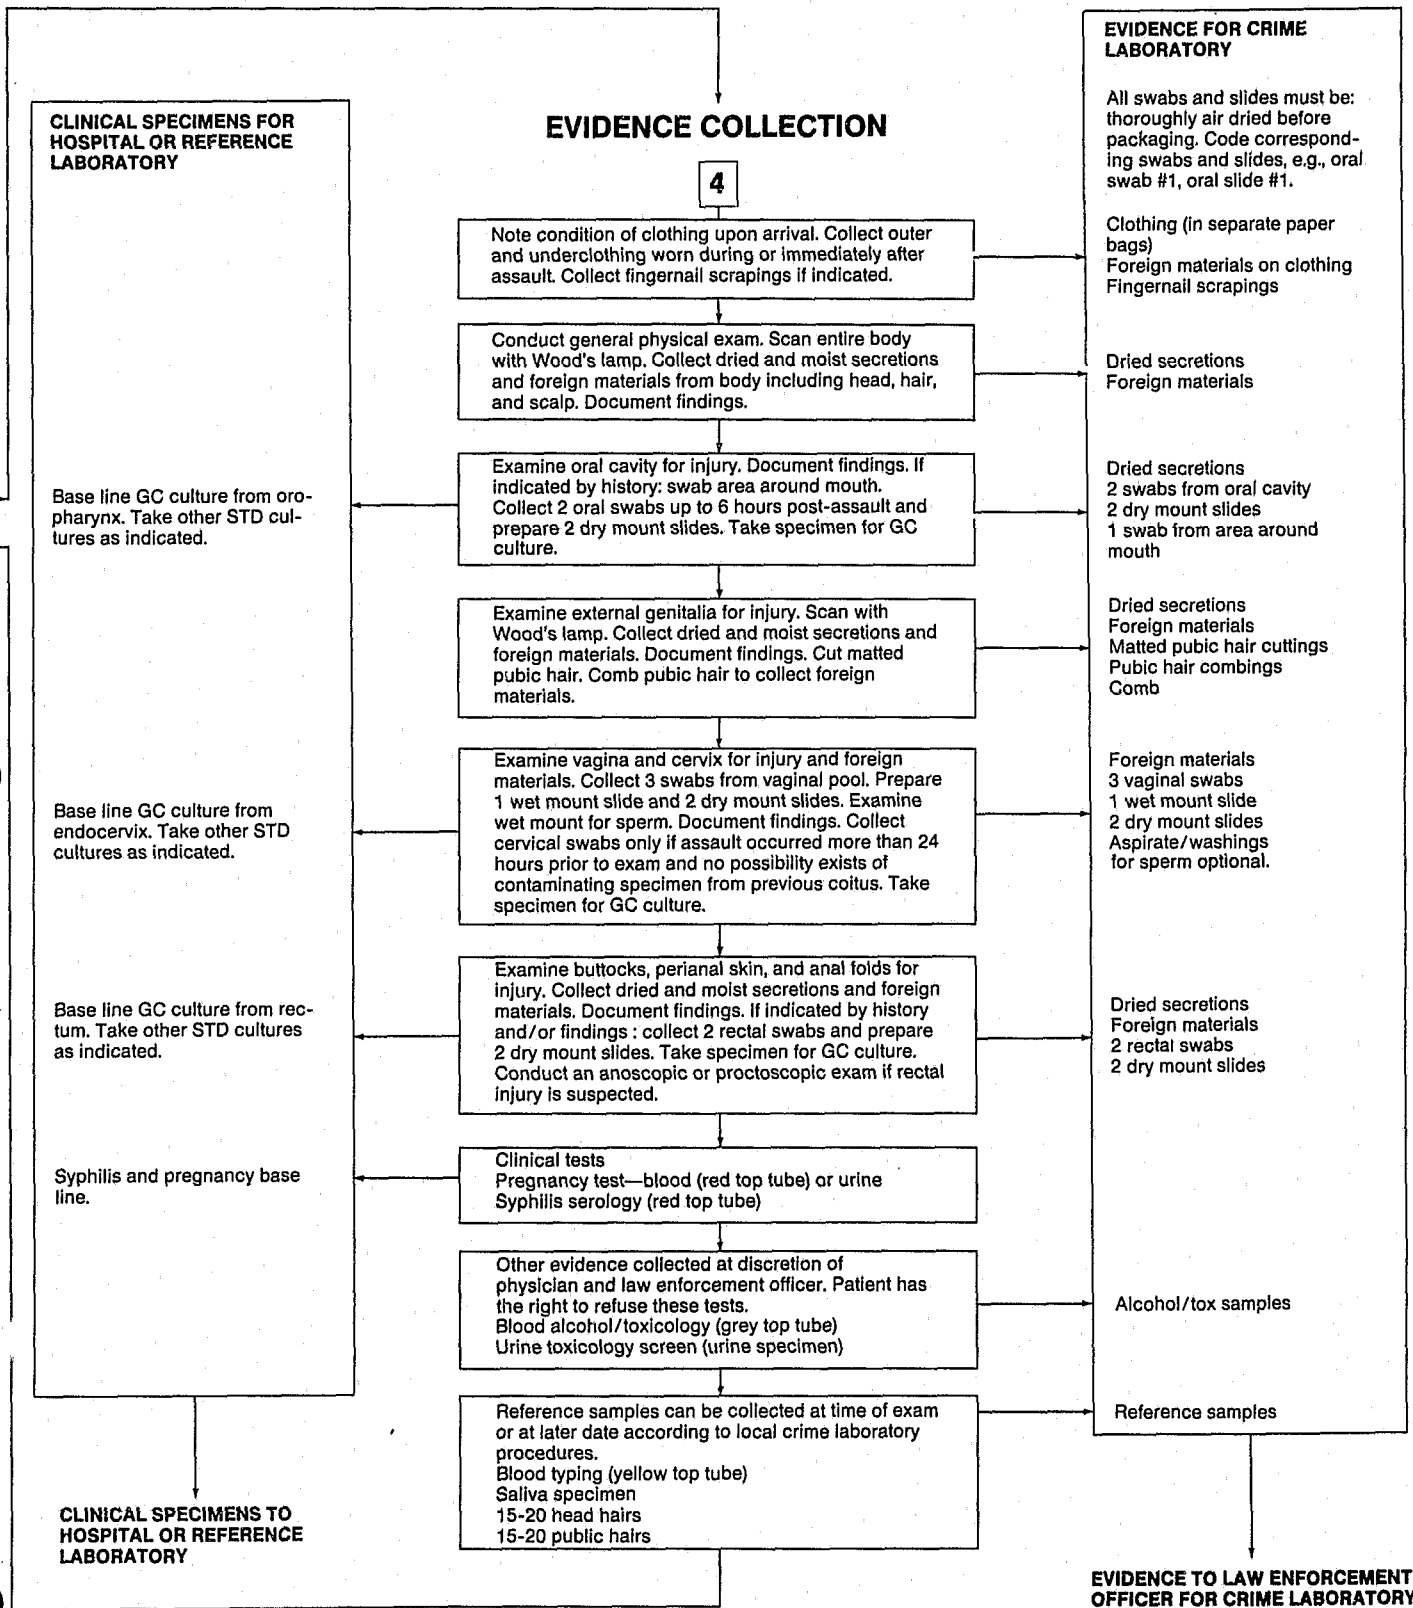 EVIDENCE COLLECTION
4
CLINICAL SPECIMENS FOR
HOSPITAL OR REFERENCE
LABORATORY
EVIDENCE FOR CRIME
LABORATORY
All swabs and slides must be:
thoroughly air dried before
packaging. Code correspond-
ing swabs and slides, e.g., oral
swab #1, oral slide #1.
Note condition of clothing upon arrival. Collect outer
and underclothing worn during or immediately after
assault. Collect fingernail scrapings if indicated.
Clothing (in separate paper
bags)
Foreign materials on clothing
Fingernail scrapings
Conduct general physical exam. Scan entire body
with Wood's lamp. Collect dried and moist secretions
and foreign materials from body including head, hair,
and scalp. Document findings.
Dried secretions
Foreign materials
Base line GC culture from oro-
pharynx. Take other STD cul-
tures as indicated.
Examine oral cavity for injury. Document findings. If
indicated by history: swab area around mouth.
Collect 2 oral swabs up to 6 hours post-assault and
prepare 2 dry mount slides. Take specimen for GC
culture.
Dried secretions
2 swabs from oral cavity
2 dry mount slides
1 swab from area around
mouth
Examine external genitalia for injury. Scan with
Wood's lamp. Collect dried and moist secretions and
foreign materials. Document findings. Cut matted
pubic hair. Comb pubic hair to collect foreign
materials.
Dried secretions
Foreign materials
Matted pubic hair cuttings
Pubic hair combings
Comb
Base line GC culture from
endocervix. Take other STD
cultures as indicated.
Examine vagina and cervix for injury and foreign
materials. Collect 3 swabs from vaginal pool. Prepare
1 wet mount slide and 2 dry mount slides. Examine
wet mount for sperm. Document findings. Collect
cervical swabs only if assault occurred more than 24
hours prior to exam and no possibility exists of
contaminating specimen from previous coitus. Take
specimen for GC culture.
Foreign materials
3 vaginal swabs
1 wet mount slide
2 dry mount slides
Aspirate/washings
for sperm optional.
Base line GC culture from rec-
tum. Take other STD cultures
as indicated.
Examine buttocks, perianal skin, and anal folds for
injury. Collect dried and moist secretions and foreign
materials. Document findings. If indicated by history
and/or findings : collect 2 rectal swabs and prepare
2 dry mount slides. Take specimen for GC culture.
Conduct an anoscopic or proctoscopic exam if rectal
injury is suspected.
Dried secretions
Foreign materials
2 rectal swabs
2 dry mount slides
Syphilis and pregnancy base
line.
Clinical tests
Pregnancy test—blood (red top tube) or urine
Syphilis serology (red top tube)
Other evidence collected at discretion of
physician and law enforcement officer. Patient has
the right to refuse these tests.
Blood alcohol/toxicology (grey top tube)
Urine toxicology screen (urine specimen)
Alcohol/tox samples
Reference samples can be collected at time of exam
or at later date according to local crime laboratory
procedures.
Blood typing (yellow top tube)
Saliva specimen
15-20 head hairs
15-20 public hairs
Reference samples
CLINICAL SPECIMENS TO
HOSPITAL OR REFERENCE
LABORATORY
EVIDENCE TO LAW ENFORCEMENT
OFFICER FOR CRIME LABORATORY